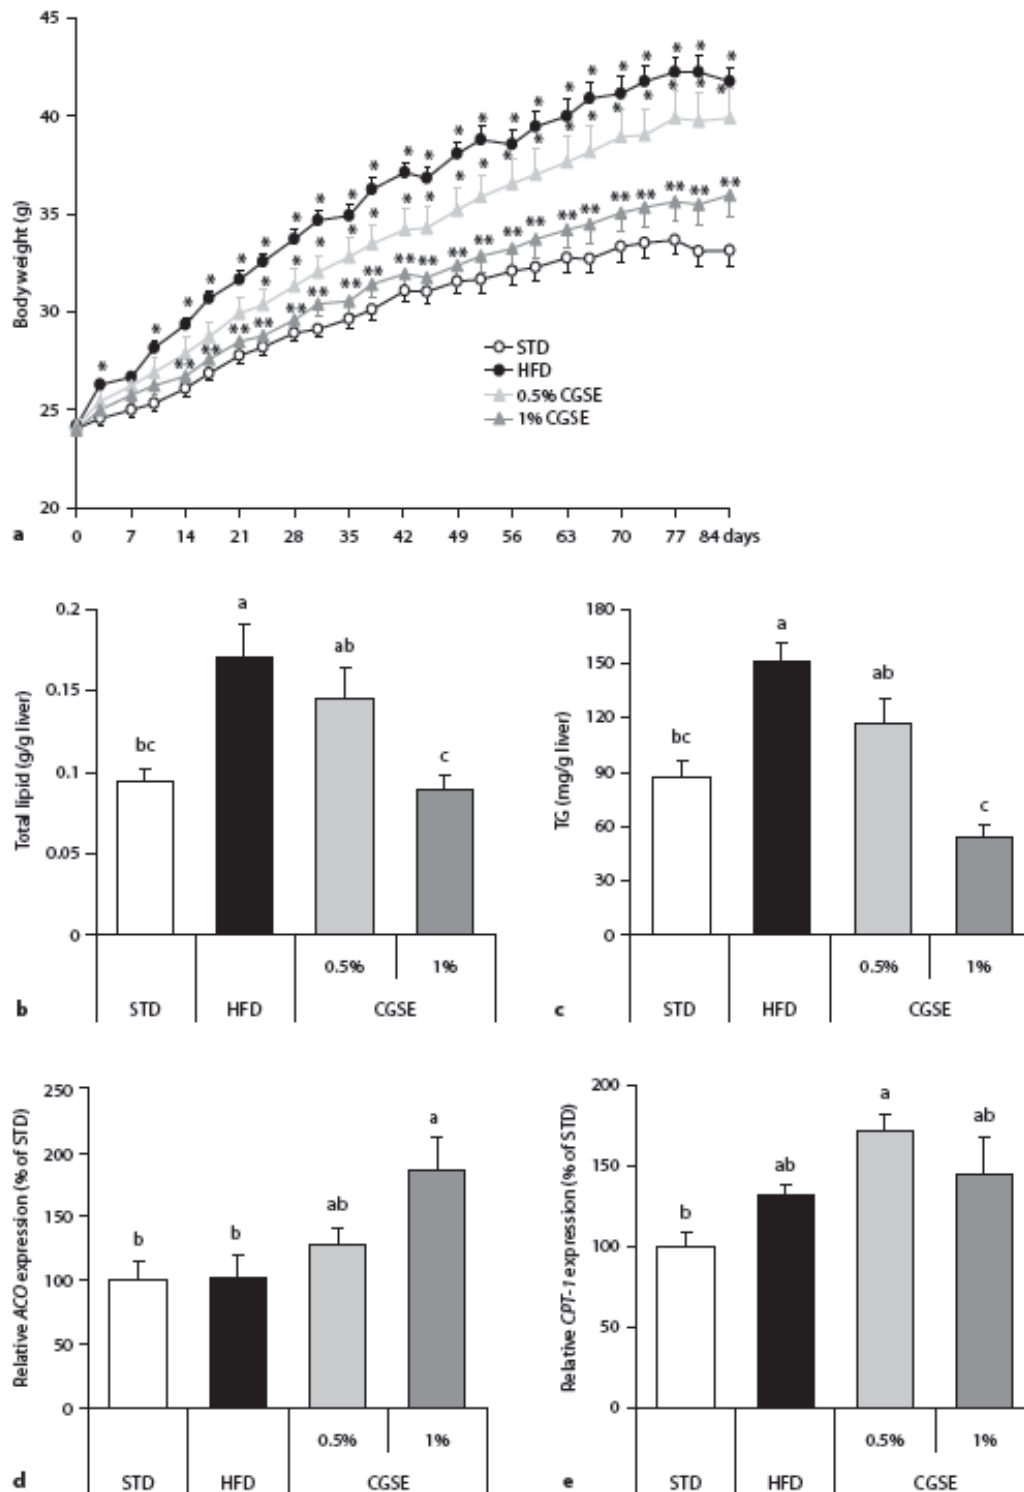 45
40
35
30
25
20
Bodyweight (g)
STD
HFD
0.5% CGSE
1% CGSE
a
0 7 14 21 28 35 42 49 56 63 70 77 84 days
0.2
0.15
0.1
0.05
0
Total lipid (g/g liver)
bc
a
ab
c
0.5% 1%
b
STD HFD CGSE
180
150
120
90
60
30
0
TG (mg/g liver)
bc
a
ab
c
0.5% 1%
c
STD HFD CGSE
250
200
150
100
50
0
Relative ACO expression (% of STD)
b
b
ab
a
0.5% 1%
d
STD HFD CGSE
200
150
100
50
0
Relative CPT-1 expression (% of STD)
b
ab
a
ab
0.5% 1%
e
STD HFD CGSE